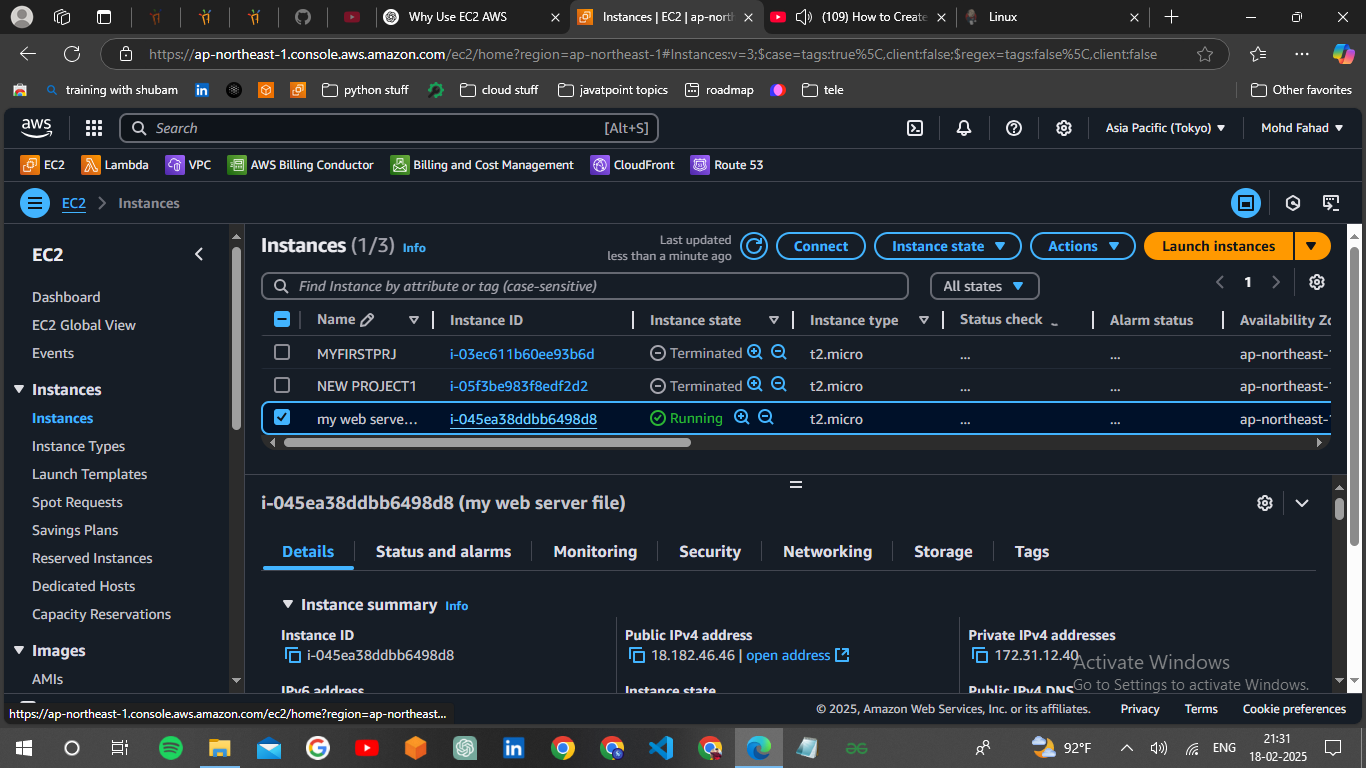 Why Use EC2 AWS
Instances | EC2 | ap-nort
(109) How to Create
Linux
https://ap-northeast-1.console.aws.amazon.com/ec2/home?region=ap-northeast-1#Instances:v=3;$case=tags:true%5C,client:false;$regex=tags:false%5C,client:false
training with shubam
python stuff
cloud stuff
javatpoint topics
roadmap
tele
Other favorites
aws
Search
[Alt+S]
Asia Pacific (Tokyo)
Mohd Fahad
EC2
Lambda
VPC
AWS Billing Conductor
Billing and Cost Management
CloudFront
Route 53
EC2
Instances
EC2
Dashboard
EC2 Global View
Events
Instances
Instances
Instance Types
Launch Templates
Spot Requests
Savings Plans
Reserved Instances
Dedicated Hosts
Capacity Reservations
Images
AMIs
Instances (1/3) Info
Last updated
less than a minute ago
Connect
Instance state
Actions
Launch instances
Find Instance by attribute or tag (case-sensitive)
All states
1
Name
Instance ID
Instance state
Instance type
Status check
Alarm status
Availability Zo
MYFIRSTPRJ i-03ec611b60ee93b6d Terminated t2.micro ... ... ap-northeast-1
NEW PROJECT1 i-05f3be983f8edf2d2 Terminated t2.micro ... ... ap-northeast-1
my web serve... i-045ea38ddbb6498d8 Running t2.micro ... ... ap-northeast-1
i-045ea38ddbb6498d8 (my web server file)
Details
Status and alarms
Monitoring
Security
Networking
Storage
Tags
Instance summary Info
Instance ID
i-045ea38ddbb6498d8
Public IPv4 address
18.182.46.46 | open address
Private IPv4 addresses
172.31.12.40
IPv6 address
Instance state
Public IPv4 DNS
Activate Windows
Go to Settings to activate Windows.
https://ap-northeast-1.console.aws.amazon.com/ec2/home?region=ap-northeast...
© 2025, Amazon Web Services, Inc. or its affiliates.
Privacy
Terms
Cookie preferences
92°F
ENG
21:31
18-02-2025